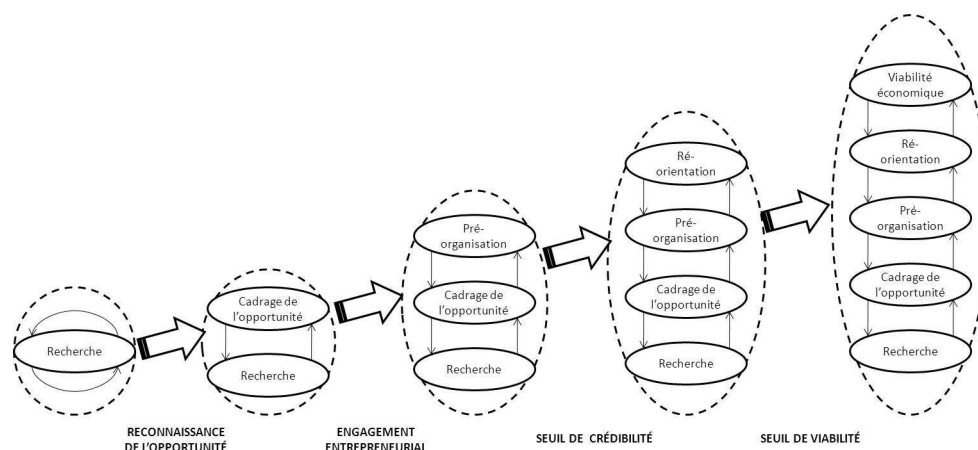 Recherche
Cadrage de
l'opportunité
Recherche
Pré-
organisation
Cadrage de
l'opportunité
Recherche
Ré-
orientation
Pré-
organisation
Cadrage de
l'opportunité
Recherche
Viabilité
économique
Ré-
orientation
Pré-
organisation
Cadrage de
l'opportunité
Recherche
RECONNAISSANCE
DE L'OPPORTUNITÉ
ENGAGEMENT
ENTREPRENEURIAL
SEUIL DE CRÉDIBILITÉ
SEUIL DE VIABILITÉ